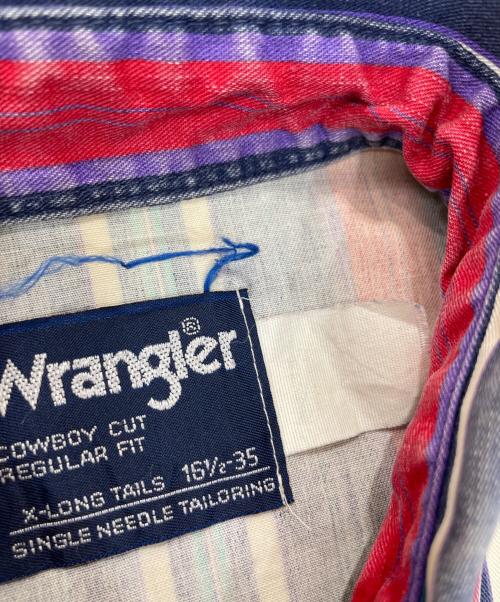 Wrangler®
COWBOY CUT
REGULAR FIT
X-LONG TAILS 16½-35
SINGLE NEEDLE TAILORING